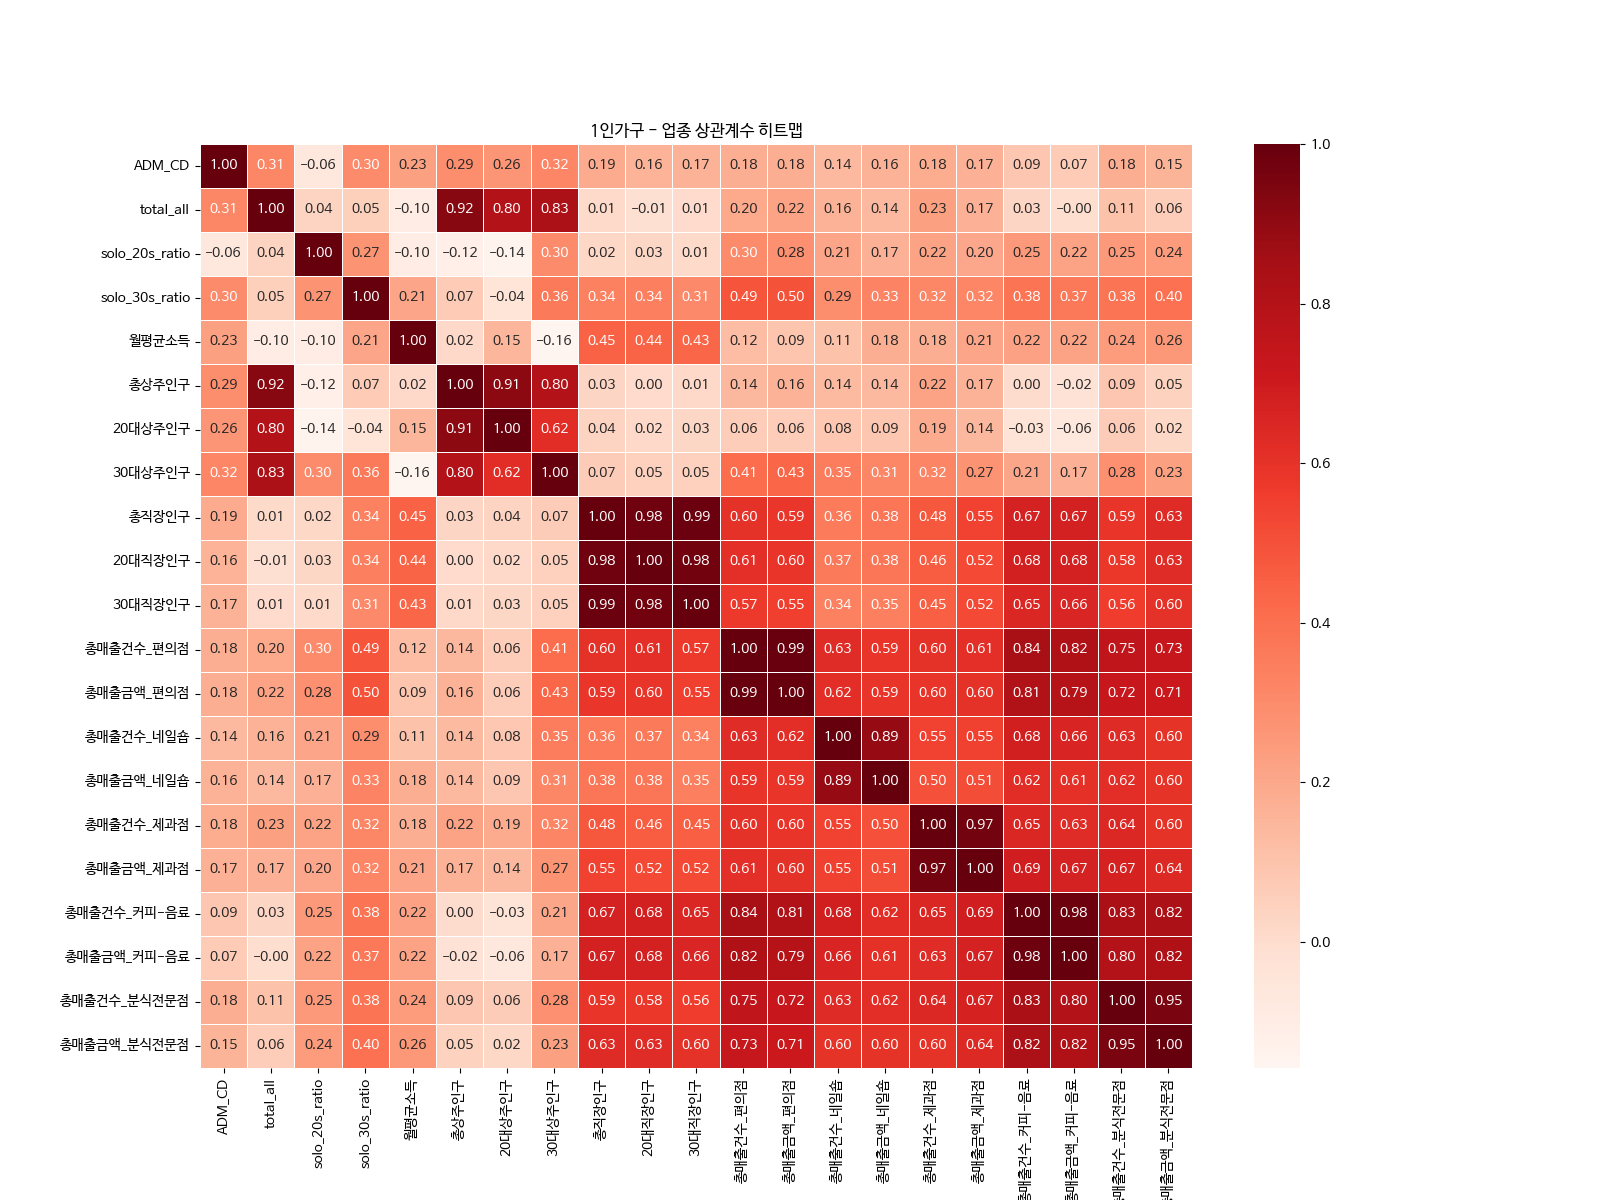 1인가구 - 업종 상관계수 히트맵
ADM_CD 1.00 0.31 −0.06 0.30 0.23 0.29 0.26 0.32 0.19 0.16 0.17 0.18 0.18 0.14 0.16 0.18 0.17 0.09 0.07 0.18 0.15
total_all 0.31 1.00 0.04 0.05 −0.10 0.92 0.80 0.83 0.01 −0.01 0.01 0.20 0.22 0.16 0.14 0.23 0.17 0.03 −0.00 0.11 0.06
solo_20s_ratio −0.06 0.04 1.00 0.27 −0.10 −0.12 −0.14 0.30 0.02 0.03 0.01 0.30 0.28 0.21 0.17 0.22 0.20 0.25 0.22 0.25 0.24
solo_30s_ratio 0.30 0.05 0.27 1.00 0.21 0.07 −0.04 0.36 0.34 0.34 0.31 0.49 0.50 0.29 0.33 0.32 0.32 0.38 0.37 0.38 0.40
월평균소득 0.23 −0.10 −0.10 0.21 1.00 0.02 0.15 −0.16 0.45 0.44 0.43 0.12 0.09 0.11 0.18 0.18 0.21 0.22 0.22 0.24 0.26
총상주인구 0.29 0.92 −0.12 0.07 0.02 1.00 0.91 0.80 0.03 0.00 0.01 0.14 0.16 0.14 0.14 0.22 0.17 0.00 −0.02 0.09 0.05
20대상주인구 0.26 0.80 −0.14 −0.04 0.15 0.91 1.00 0.62 0.04 0.02 0.03 0.06 0.06 0.08 0.09 0.19 0.14 −0.03 −0.06 0.06 0.02
30대상주인구 0.32 0.83 0.30 0.36 −0.16 0.80 0.62 1.00 0.07 0.05 0.05 0.41 0.43 0.35 0.31 0.32 0.27 0.21 0.17 0.28 0.23
총직장인구 0.19 0.01 0.02 0.34 0.45 0.03 0.04 0.07 1.00 0.98 0.99 0.60 0.59 0.36 0.38 0.48 0.55 0.67 0.67 0.59 0.63
20대직장인구 0.16 −0.01 0.03 0.34 0.44 0.00 0.02 0.05 0.98 1.00 0.98 0.61 0.60 0.37 0.38 0.46 0.52 0.68 0.68 0.58 0.63
30대직장인구 0.17 0.01 0.01 0.31 0.43 0.01 0.03 0.05 0.99 0.98 1.00 0.57 0.55 0.34 0.35 0.45 0.52 0.65 0.66 0.56 0.60
총매출건수_편의점 0.18 0.20 0.30 0.49 0.12 0.14 0.06 0.41 0.60 0.61 0.57 1.00 0.99 0.63 0.59 0.60 0.61 0.84 0.82 0.75 0.73
총매출금액_편의점 0.18 0.22 0.28 0.50 0.09 0.16 0.06 0.43 0.59 0.60 0.55 0.99 1.00 0.62 0.59 0.60 0.60 0.81 0.79 0.72 0.71
총매출건수_네일숍 0.14 0.16 0.21 0.29 0.11 0.14 0.08 0.35 0.36 0.37 0.34 0.63 0.62 1.00 0.89 0.55 0.55 0.68 0.66 0.63 0.60
총매출금액_네일숍 0.16 0.14 0.17 0.33 0.18 0.14 0.09 0.31 0.38 0.38 0.35 0.59 0.59 0.89 1.00 0.50 0.51 0.62 0.61 0.62 0.60
총매출건수_제과점 0.18 0.23 0.22 0.32 0.18 0.22 0.19 0.32 0.48 0.46 0.45 0.60 0.60 0.55 0.50 1.00 0.97 0.65 0.63 0.64 0.60
총매출금액_제과점 0.17 0.17 0.20 0.32 0.21 0.17 0.14 0.27 0.55 0.52 0.52 0.61 0.60 0.55 0.51 0.97 1.00 0.69 0.67 0.67 0.64
총매출건수_커피-음료 0.09 0.03 0.25 0.38 0.22 0.00 −0.03 0.21 0.67 0.68 0.65 0.84 0.81 0.68 0.62 0.65 0.69 1.00 0.98 0.83 0.82
총매출금액_커피-음료 0.07 −0.00 0.22 0.37 0.22 −0.02 −0.06 0.17 0.67 0.68 0.66 0.82 0.79 0.66 0.61 0.63 0.67 0.98 1.00 0.80 0.82
총매출건수_분식전문점 0.18 0.11 0.25 0.38 0.24 0.09 0.06 0.28 0.59 0.58 0.56 0.75 0.72 0.63 0.62 0.64 0.67 0.83 0.80 1.00 0.95
총매출금액_분식전문점 0.15 0.06 0.24 0.40 0.26 0.05 0.02 0.23 0.63 0.63 0.60 0.73 0.71 0.60 0.60 0.60 0.64 0.82 0.82 0.95 1.00
ADM_CD
total_all
solo_20s_ratio
solo_30s_ratio
월평균소득
총상주인구
20대상주인구
30대상주인구
총직장인구
20대직장인구
30대직장인구
총매출건수_편의점
총매출금액_편의점
총매출건수_네일숍
총매출금액_네일숍
총매출건수_제과점
총매출금액_제과점
총매출건수_커피-음료
총매출금액_커피-음료
매출건수_분식전문점
매출금액_분식전문점
1.0
0.8
0.6
0.4
0.2
0.0